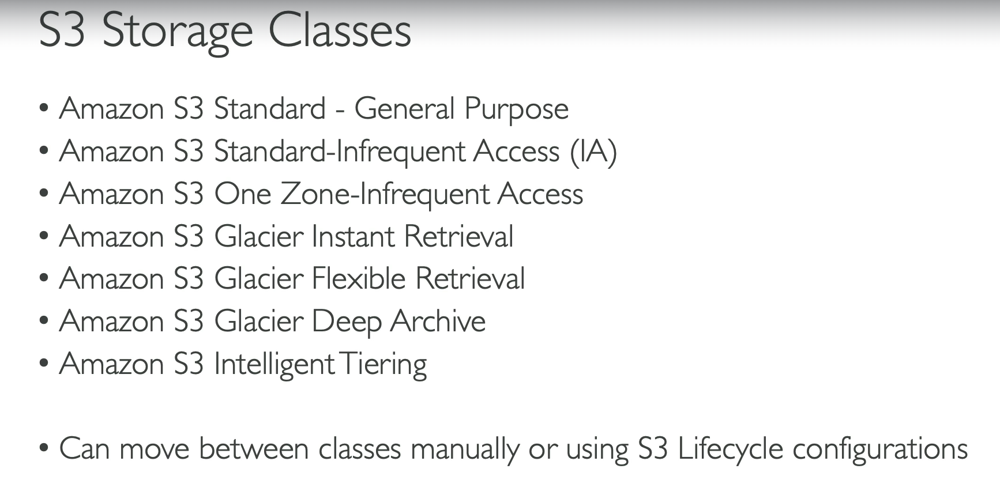 S3 Storage Classes
• Amazon S3 Standard - General Purpose
• Amazon S3 Standard-Infrequent Access (IA)
• Amazon S3 One Zone-Infrequent Access
• Amazon S3 Glacier Instant Retrieval
• Amazon S3 Glacier Flexible Retrieval
• Amazon S3 Glacier Deep Archive
• Amazon S3 Intelligent Tiering
• Can move between classes manually or using S3 Lifecycle configurations